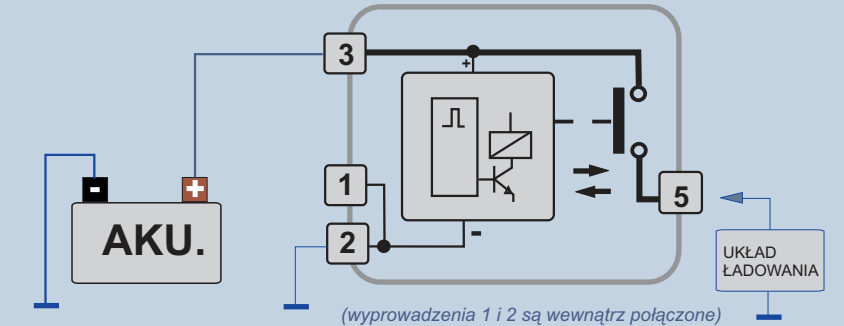 3
+
1
2
-
5
- +
AKU.
UKŁAD
ŁADOWANIA
(wyprowadzenia 1 i 2 są wewnątrz połączone)